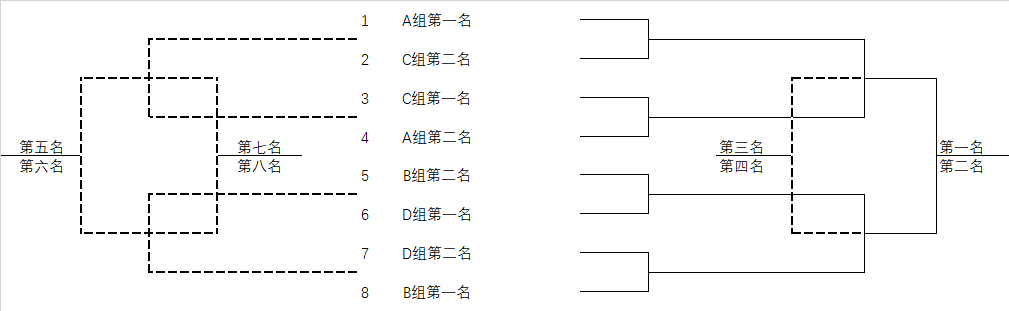 1 A组第一名
2 C组第二名
3 C组第一名
4 A组第二名
5 B组第二名
6 D组第一名
7 D组第二名
8 B组第一名
第五名
第六名
第七名
第八名
第三名
第四名
第一名
第二名